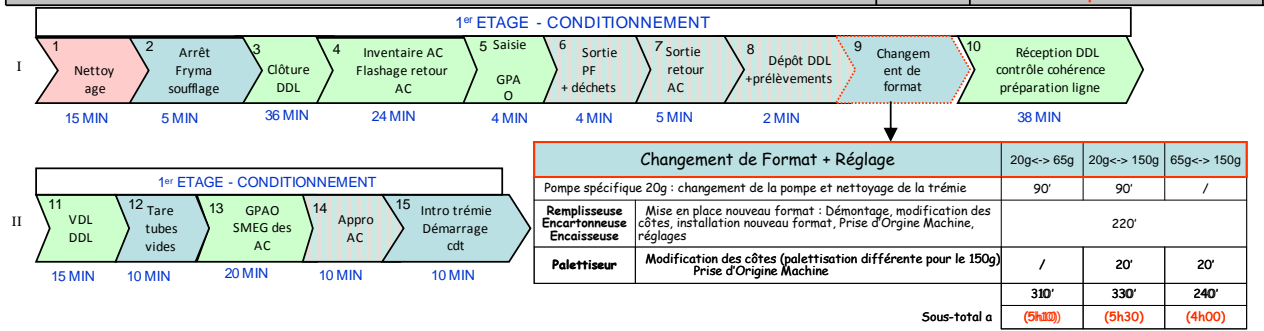 1er ETAGE - CONDITIONNEMENT
I
1
Nettoy
age
2
Arrêt
Fryma
soufflage
3
Clôture
DDL
4
Inventaire AC
Flashage retour
AC
5 Saisie
GPA
O
6 Sortie
PF
+ déchets
7 Sortie
retour
AC
8
Dépôt DDL
+prélèvements
9
Changem
ent de
format
10
Réception DDL
contrôle cohérence
préparation ligne
15 MIN
5 MIN
36 MIN
24 MIN
4 MIN
4 MIN
5 MIN
2 MIN
38 MIN
1er ETAGE - CONDITIONNEMENT
II
11
VDL
DDL
12 Tare
tubes
vides
13
GPAO
SMEG des
AC
14
Appro
AC
15
Intro trémie
Démarrage
cdt
15 MIN
10 MIN
20 MIN
10 MIN
10 MIN
Changement de Format + Réglage
20g<-> 65g
20g<-> 150g
65g<-> 150g
Pompe spécifique 20g : changement de la pompe et nettoyage de la trémie
90'
90'
/
Remplisseuse
Encartonneuse
Encaisseuse
Mise en place nouveau format : Démontage, modification des
côtes, installation nouveau format, Prise d'Orgine Machine,
réglages
220'
Palettiseur
Modification des côtes (palettisation différente pour le 150g)
Prise d'Origine Machine
/
20'
20'
310'
330'
240'
Sous-total a
(5h10)
(5h30)
(4h00)